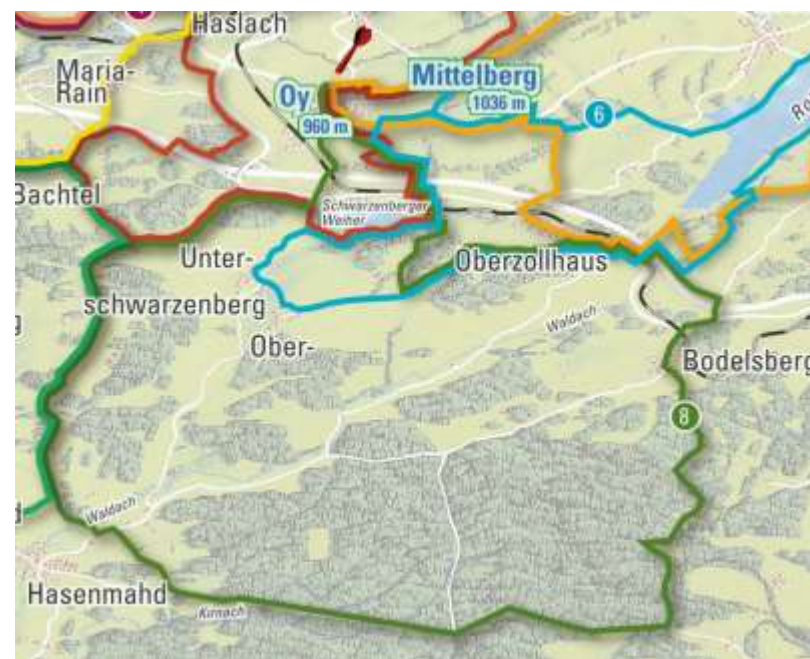 Haslach
Maria-
Rain
Oy
960 m
Mittelberg
1036 m
6
Bachtel
Schwarzenberger
Weiher
Unter-
schwarzenberg
Ober-
Oberzollhaus
Waldach
Bodelsberg
8
Waldach
Hasenmahd
Kirnach